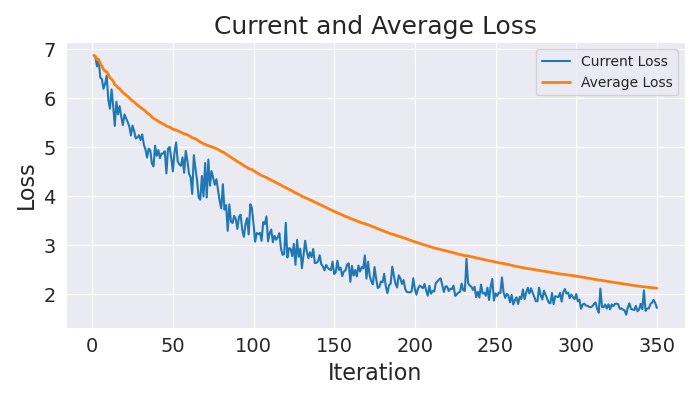 Current and Average Loss
Loss
7
6
5
4
3
2
Current Loss
Average Loss
0 50 100 150 200 250 300 350
Iteration